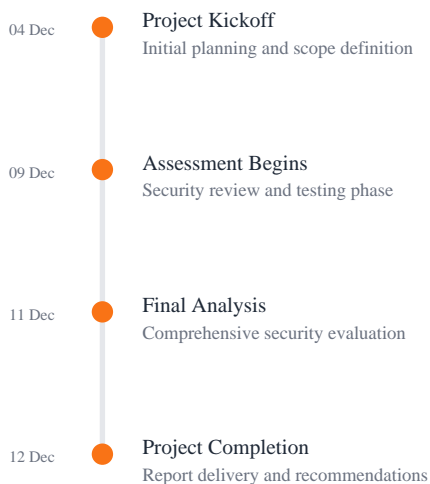 04 Dec
Project Kickoff
Initial planning and scope definition
09 Dec
Assessment Begins
Security review and testing phase
11 Dec
Final Analysis
Comprehensive security evaluation
12 Dec
Project Completion
Report delivery and recommendations